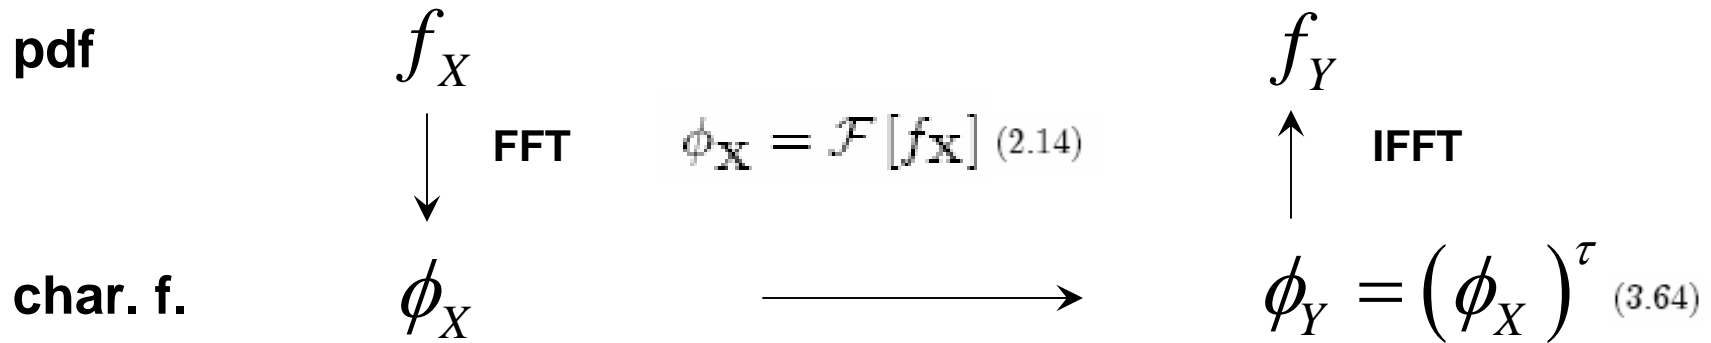 pdf f_X f_Y
FFT ϕ_X = ℱ [f_X] (2.14) IFFT
char. f. ϕ_X ϕ_Y = (ϕ_X)^τ (3.64)